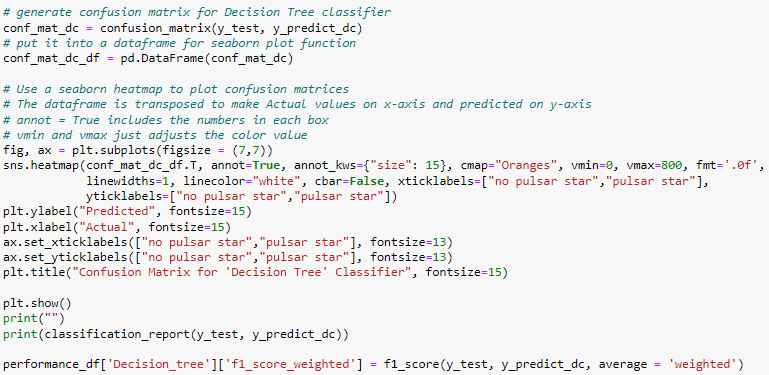 # generate confusion matrix for Decision Tree classifier
conf_mat_dc = confusion_matrix(y_test, y_predict_dc)
# put it into a dataframe for seaborn plot function
conf_mat_dc_df = pd.DataFrame(conf_mat_dc)

# Use a seaborn heatmap to plot confusion matrices
# The dataframe is transposed to make Actual values on x-axis and predicted on y-axis
# annot = True includes the numbers in each box
# vmin and vmax just adjusts the color value
fig, ax = plt.subplots(figsize = (7,7))
sns.heatmap(conf_mat_dc_df.T, annot=True, annot_kws={"size": 15}, cmap="Oranges", vmin=0, vmax=800, fmt='.0f',
            linewidths=1, linecolor="white", cbar=False, xticklabels=["no pulsar star","pulsar star"],
            yticklabels=["no pulsar star","pulsar star"])
plt.ylabel("Predicted", fontsize=15)
plt.xlabel("Actual", fontsize=15)
ax.set_xticklabels(["no pulsar star","pulsar star"], fontsize=13)
ax.set_yticklabels(["no pulsar star","pulsar star"], fontsize=13)
plt.title("Confusion Matrix for 'Decision Tree' Classifier", fontsize=15)

plt.show()
print("")
print(classification_report(y_test, y_predict_dc))

performance_df['Decision_tree']['f1_score_weighted'] = f1_score(y_test, y_predict_dc, average = 'weighted')